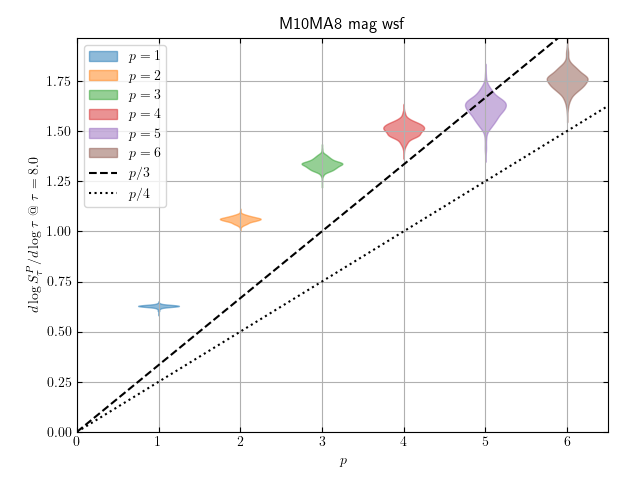 M10MA8 mag wsf
p = 1
p = 2
p = 3
p = 4
p = 5
p = 6
p/3
p/4
d log S_τ^P / d log τ @ τ = 8.0
1.75
1.50
1.25
1.00
0.75
0.50
0.25
0.00
0 1 2 3 4 5 6
p